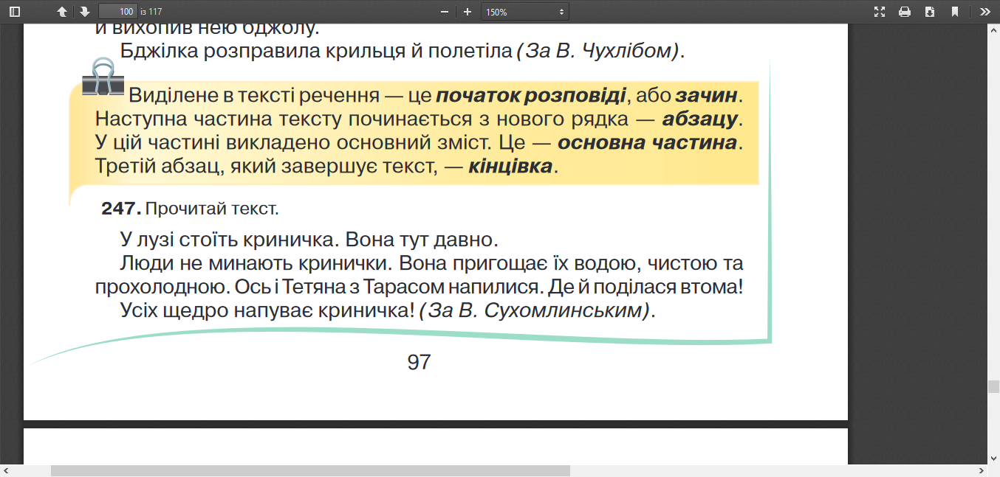 100 із 117 150%
й вихопив нею бджолу.
Бджілка розправила крильця й полетіла (За В. Чухлібом).
Виділене в тексті речення — це початок розповіді, або зачин.
Наступна частина тексту починається з нового рядка — абзацу.
У цій частині викладено основний зміст. Це — основна частина.
Третій абзац, який завершує текст, — кінцівка.
247. Прочитай текст.
У лузі стоїть криничка. Вона тут давно.
Люди не минають кринички. Вона пригощає їх водою, чистою та
прохолодною. Ось і Тетяна з Тарасом напилися. Де й поділася втома!
Усіх щедро напуває криничка! (За В. Сухомлинським).
97